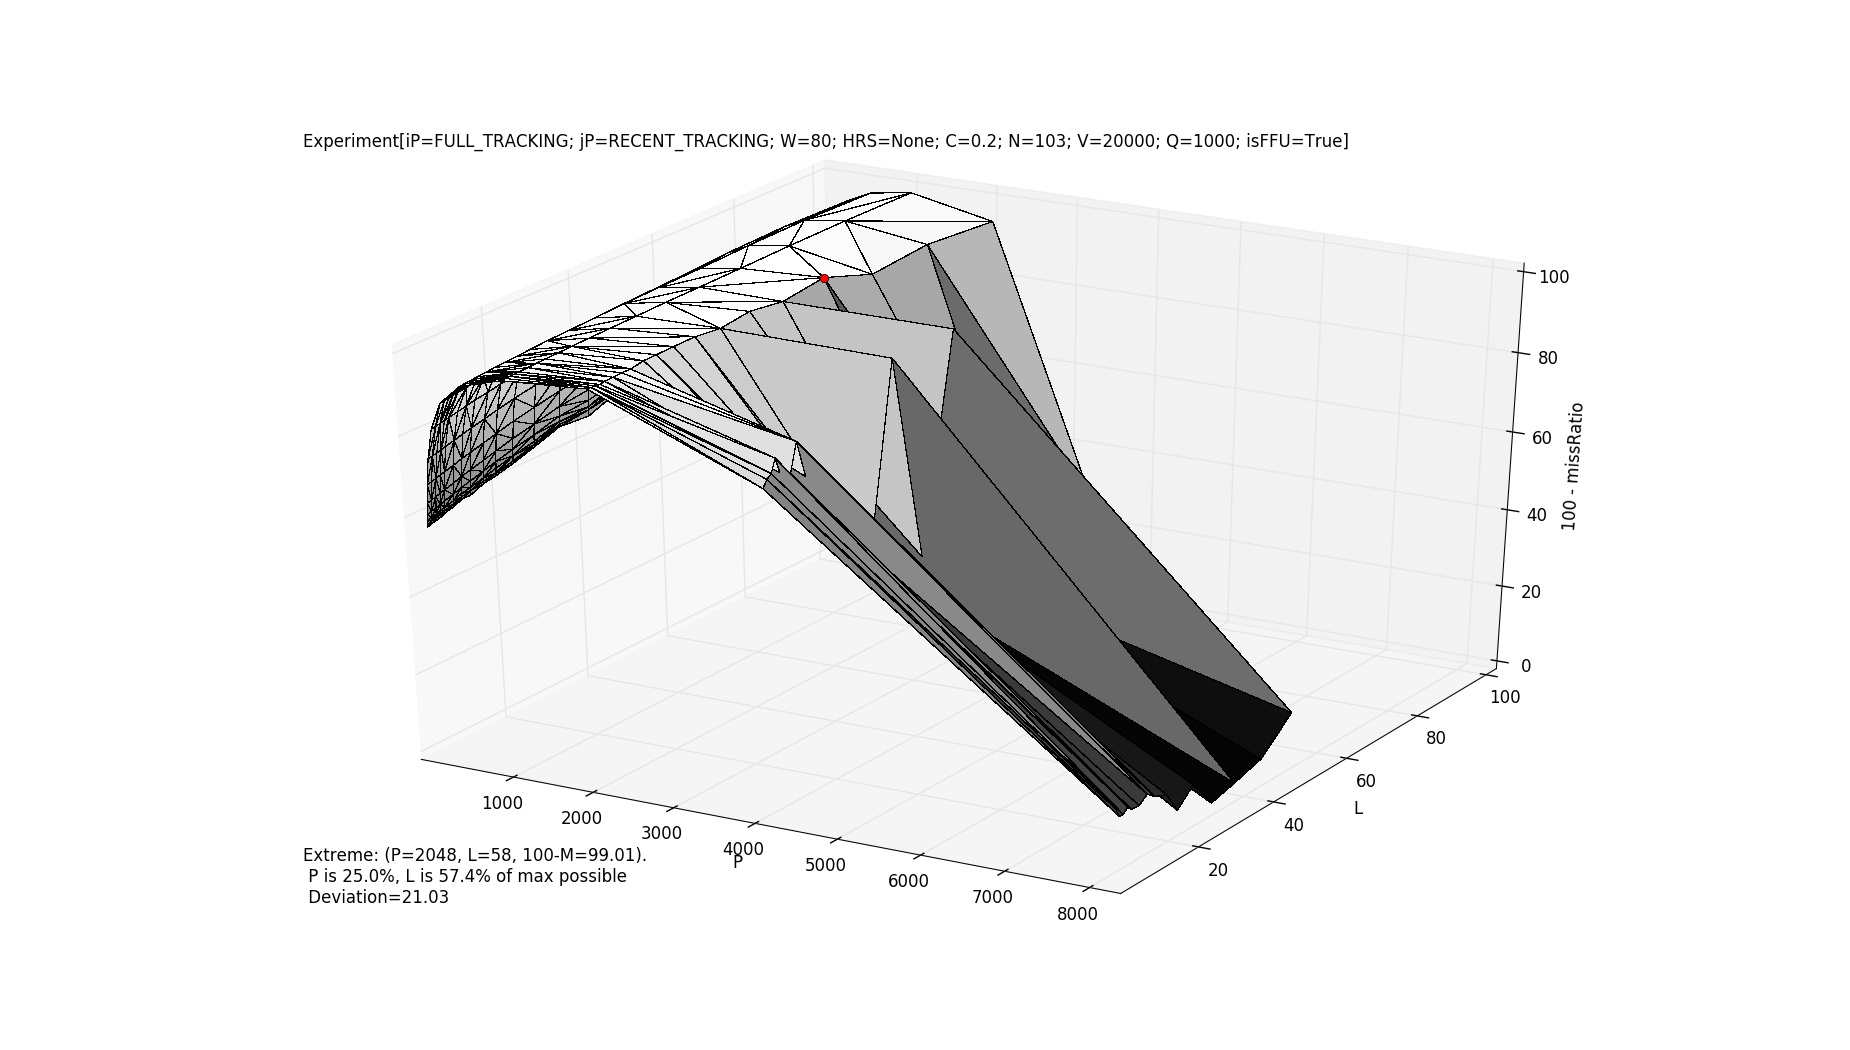 Experiment[iP=FULL_TRACKING; jP=RECENT_TRACKING; W=80; HRS=None; C=0.2; N=103; V=20000; Q=1000; isFFU=True]
100
80
60
40
20
0
100 - missRatio
100
80
60
40
20
L
1000
2000
3000
4000
5000
6000
7000
8000
P
Extreme: (P=2048, L=58, 100-M=99.01).
P is 25.0%, L is 57.4% of max possible
Deviation=21.03